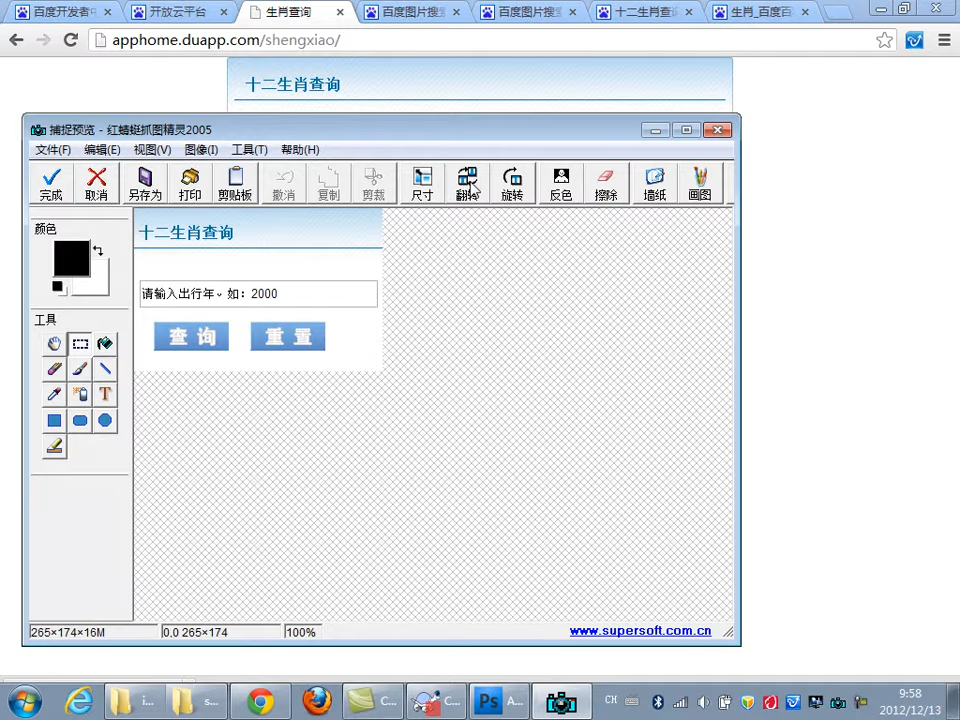 百度开发者中
开放云平台
生肖查询
百度图片搜索
百度图片搜索
十二生肖查询
生肖_百度百
apphome.duapp.com/shengxiao/
十二生肖查询
捕捉预览 - 红蜻蜓抓图精灵2005
文件(F) 编辑(E) 视图(V) 图像(I) 工具(T) 帮助(H)
完成 取消 另存为 打印 剪贴板 撤消 复制 剪裁 尺寸 翻转 旋转 反色 擦除 墙纸 画图
颜色
工具
十二生肖查询
请输入出行年。如：2000
查 询 重 置
265×174×16M 0,0 265×174 100% www.supersoft.com.cn
i... s... C... C... A... CH 9:58
2012/12/13